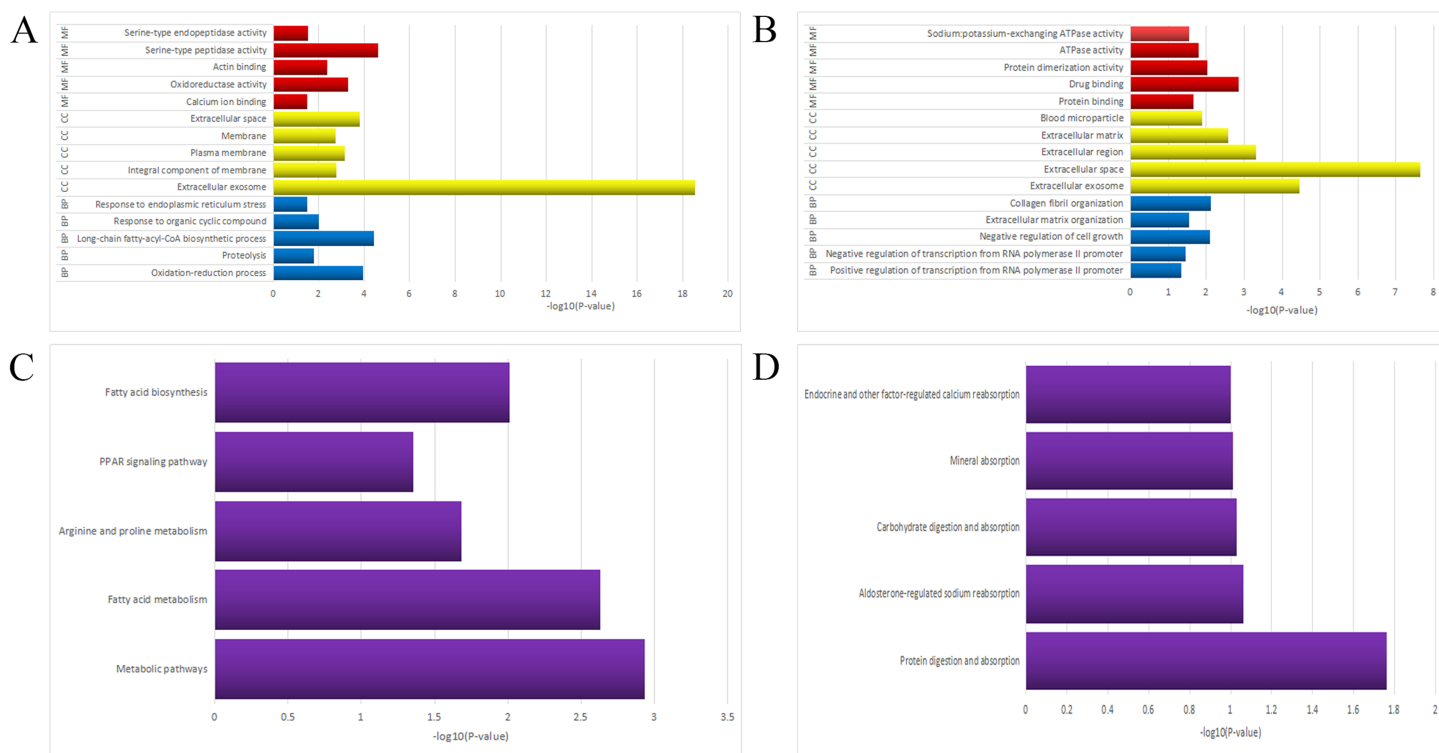 A
MF Serine-type endopeptidase activity
MF Serine-type peptidase activity
MF Actin binding
MF Oxidoreductase activity
MF Calcium ion binding
CC Extracellular space
CC Membrane
CC Plasma membrane
CC Integral component of membrane
CC Extracellular exosome
BP Response to endoplasmic reticulum stress
BP Response to organic cyclic compound
BP Long-chain fatty-acyl-CoA biosynthetic process
BP Proteolysis
BP Oxidation-reduction process
0 2 4 6 8 10 12 14 16 18 20
-log10(P-value)
B
MF Sodium:potassium-exchanging ATPase activity
MF ATPase activity
MF Protein dimerization activity
MF Drug binding
MF Protein binding
CC Blood microparticle
CC Extracellular matrix
CC Extracellular region
CC Extracellular space
CC Extracellular exosome
BP Collagen fibril organization
BP Extracellular matrix organization
BP Negative regulation of cell growth
BP Negative regulation of transcription from RNA polymerase II promoter
BP Positive regulation of transcription from RNA polymerase II promoter
0 1 2 3 4 5 6 7 8
-log10(P-value)
C
Fatty acid biosynthesis
PPAR signaling pathway
Arginine and proline metabolism
Fatty acid metabolism
Metabolic pathways
0 0.5 1 1.5 2 2.5 3 3.5
-log10(P-value)
D
Endocrine and other factor-regulated calcium reabsorption
Mineral absorption
Carbohydrate digestion and absorption
Aldosterone-regulated sodium reabsorption
Protein digestion and absorption
0 0.2 0.4 0.6 0.8 1 1.2 1.4 1.6 1.8 2
-log10(P-value)